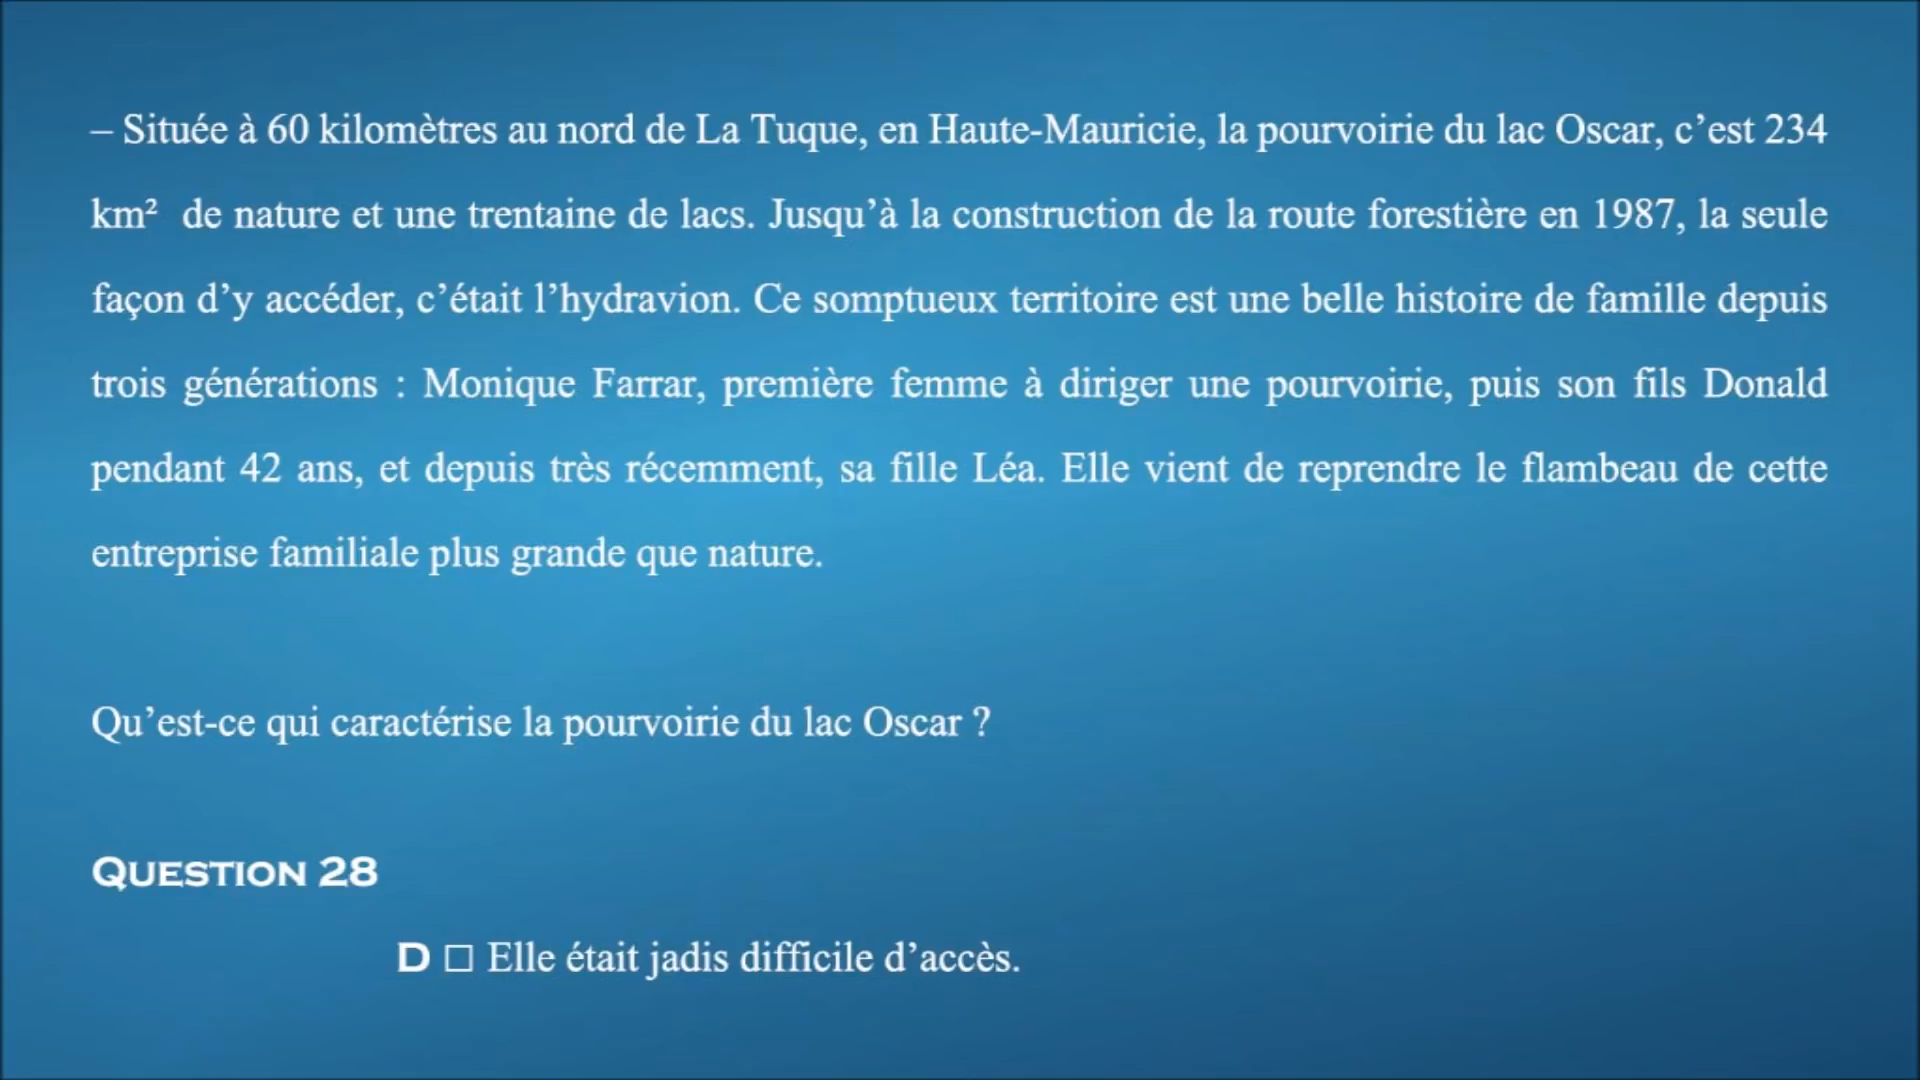 – Située à 60 kilomètres au nord de La Tuque, en Haute-Mauricie, la pourvoirie du lac Oscar, c’est 234
km² de nature et une trentaine de lacs. Jusqu’à la construction de la route forestière en 1987, la seule
façon d’y accéder, c’était l’hydravion. Ce somptueux territoire est une belle histoire de famille depuis
trois générations : Monique Farrar, première femme à diriger une pourvoirie, puis son fils Donald
pendant 42 ans, et depuis très récemment, sa fille Léa. Elle vient de reprendre le flambeau de cette
entreprise familiale plus grande que nature.
Qu’est-ce qui caractérise la pourvoirie du lac Oscar ?
QUESTION 28
D □ Elle était jadis difficile d’accès.